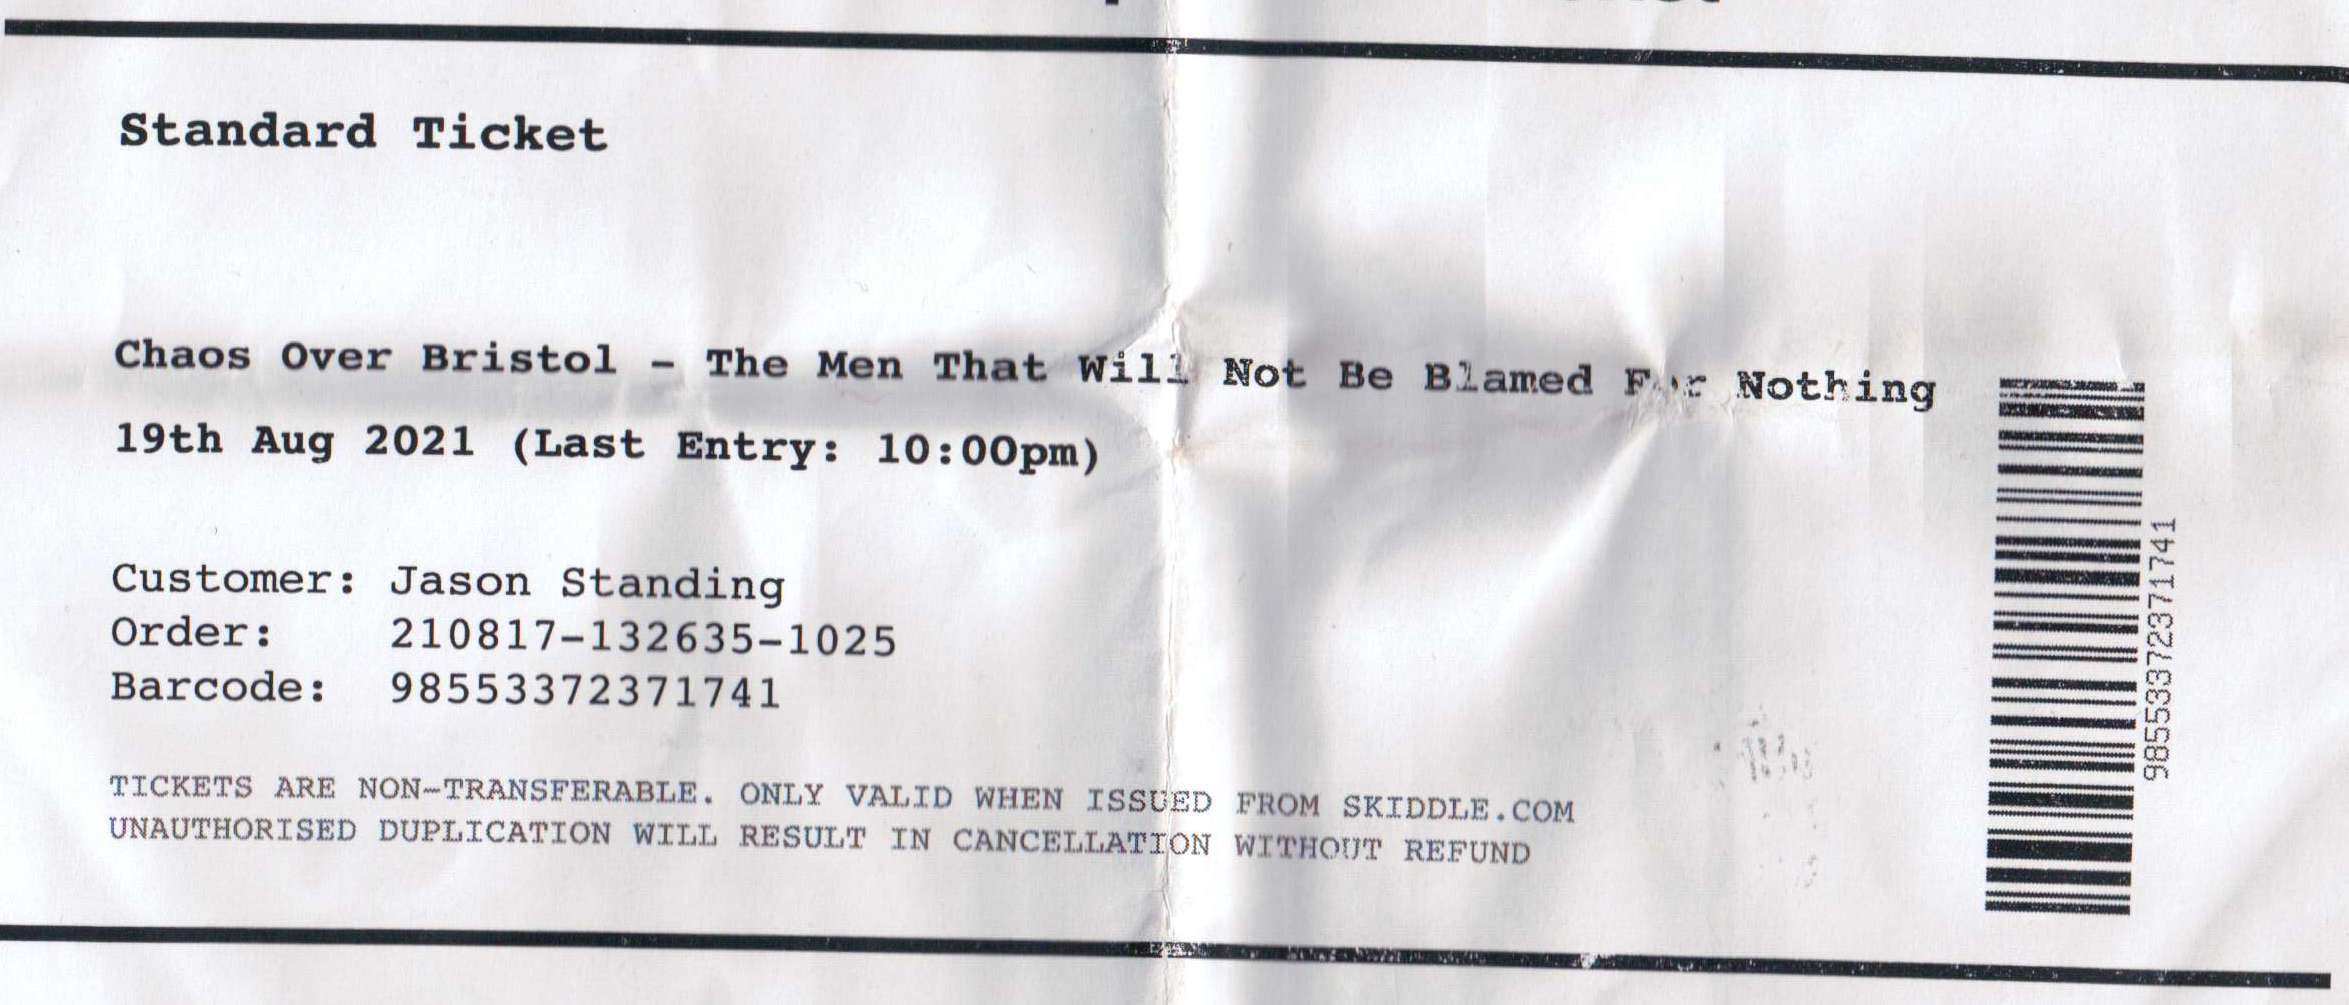 Standard Ticket
Chaos Over Bristol - The Men That Will Not Be Blamed For Nothing
19th Aug 2021 (Last Entry: 10:00pm)
Customer: Jason Standing
Order: 210817-132635-1025
Barcode: 98553372371741
98553372371741
TICKETS ARE NON-TRANSFERABLE. ONLY VALID WHEN ISSUED FROM SKIDDLE.COM
UNAUTHORISED DUPLICATION WILL RESULT IN CANCELLATION WITHOUT REFUND